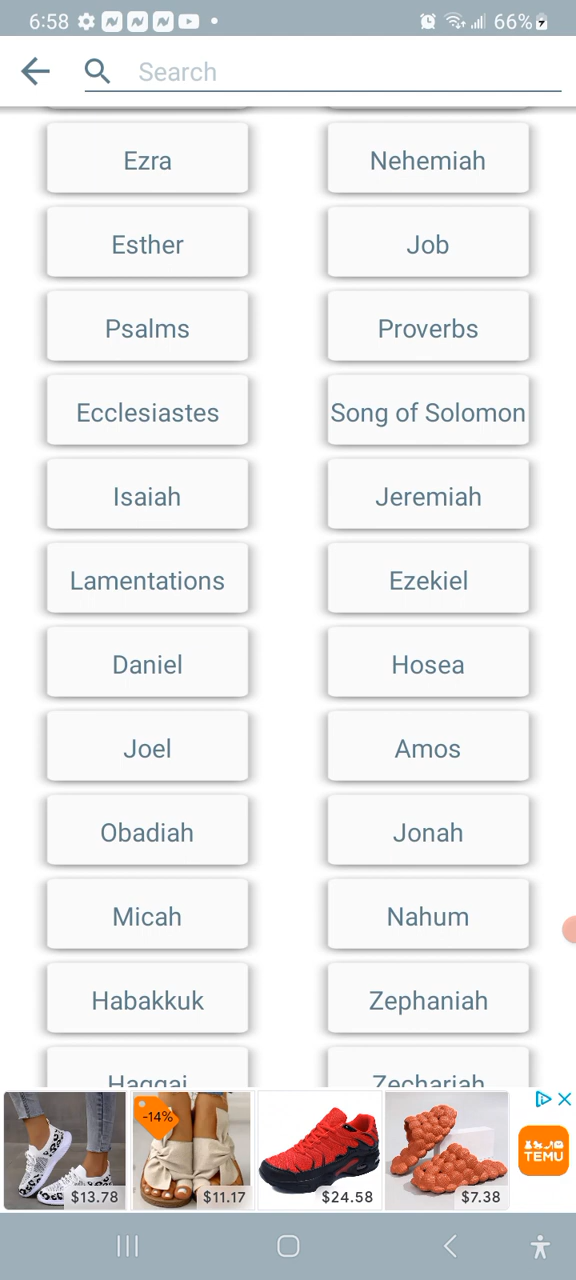 6:58 66%
Search
Ezra Nehemiah
Esther Job
Psalms Proverbs
Ecclesiastes Song of Solomon
Isaiah Jeremiah
Lamentations Ezekiel
Daniel Hosea
Joel Amos
Obadiah Jonah
Micah Nahum
Habakkuk Zephaniah
Haggai Zechariah
-14%
TEMU
$13.78 $11.17 $24.58 $7.38